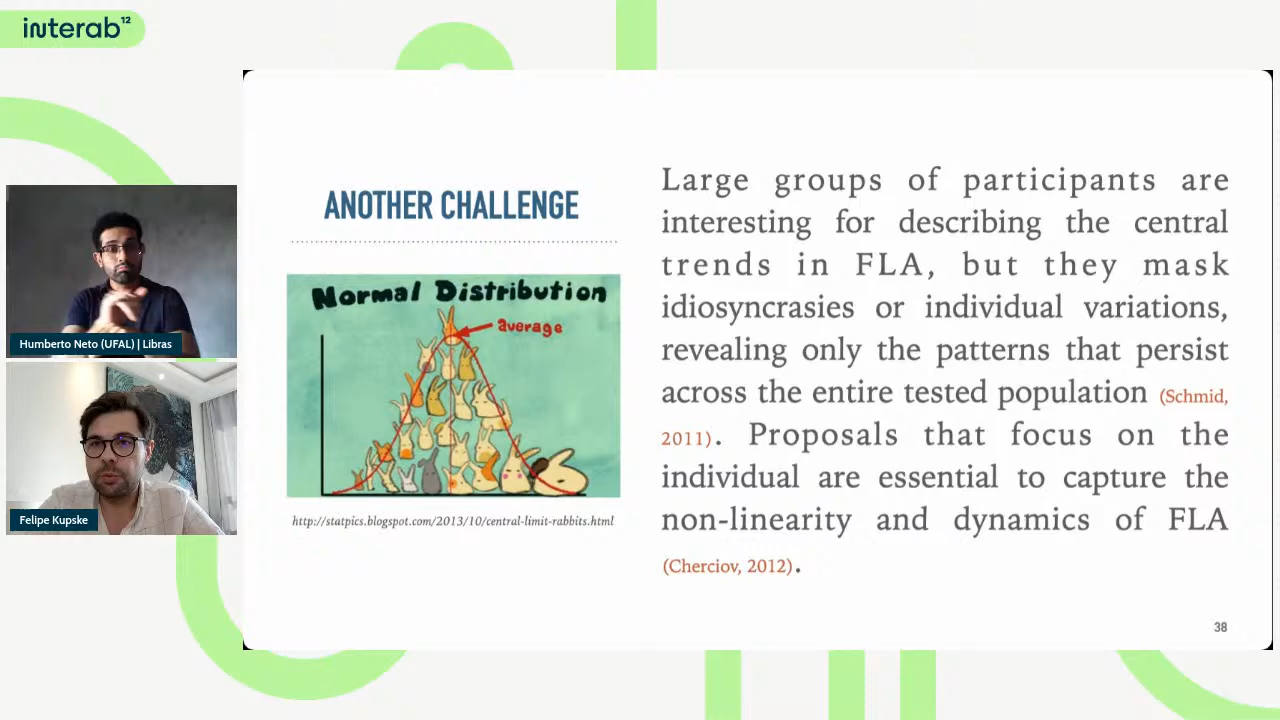 interab¹²
Humberto Neto (UFAL) | Libras
Felipe Kupske
ANOTHER CHALLENGE
Normal Distribution
average
http://statpics.blogspot.com/2013/10/central-limit-rabbits.html
Large groups of participants are
interesting for describing the central
trends in FLA, but they mask
idiosyncrasies or individual variations,
revealing only the patterns that persist
across the entire tested population (Schmid,
2011). Proposals that focus on the
individual are essential to capture the
non-linearity and dynamics of FLA
(Cherciov, 2012).
38